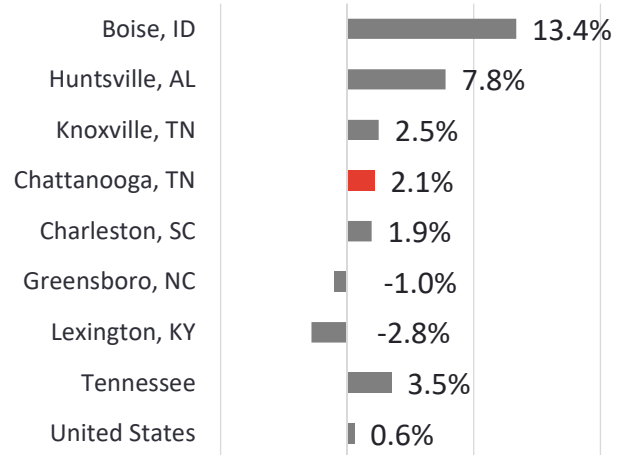 Boise, ID 13.4%
Huntsville, AL 7.8%
Knoxville, TN 2.5%
Chattanooga, TN 2.1%
Charleston, SC 1.9%
Greensboro, NC -1.0%
Lexington, KY -2.8%
Tennessee 3.5%
United States 0.6%